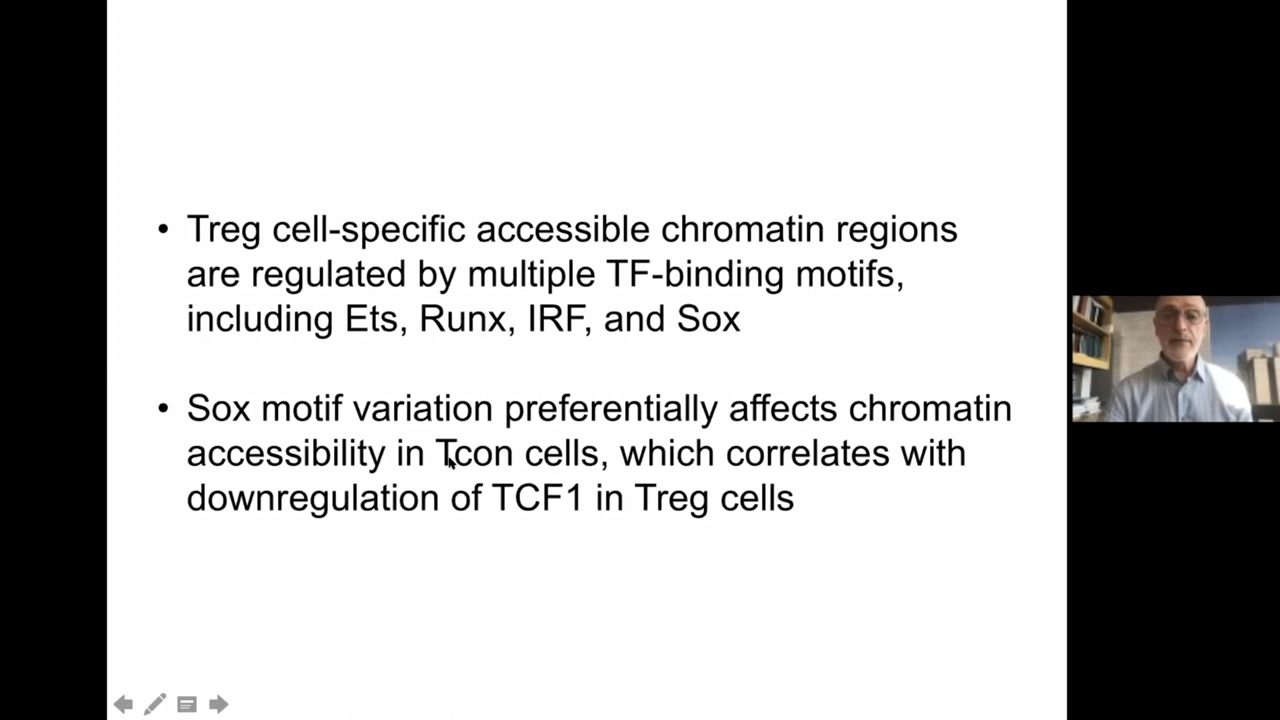 • Treg cell-specific accessible chromatin regions
are regulated by multiple TF-binding motifs,
including Ets, Runx, IRF, and Sox
• Sox motif variation preferentially affects chromatin
accessibility in Tcon cells, which correlates with
downregulation of TCF1 in Treg cells